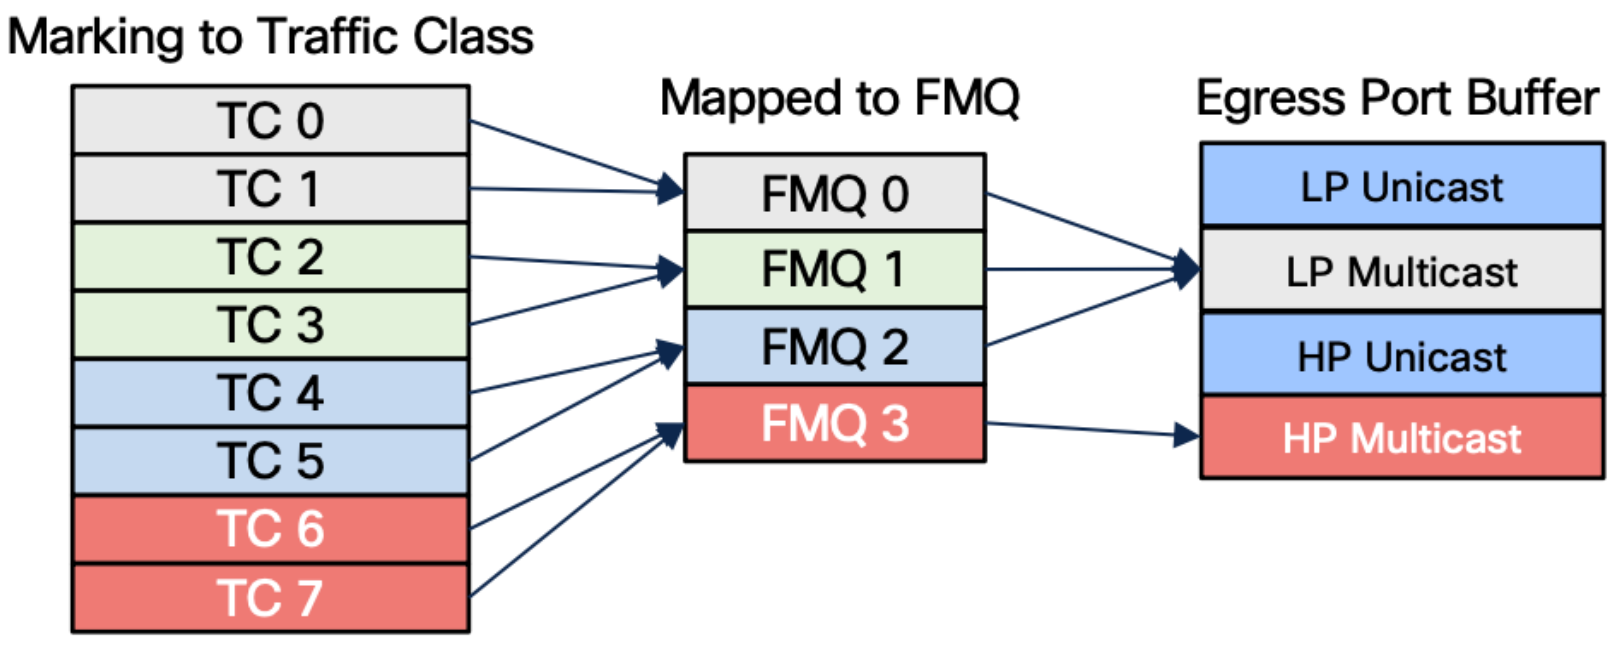 Marking to Traffic Class
TC 0
TC 1
TC 2
TC 3
TC 4
TC 5
TC 6
TC 7
Mapped to FMQ
FMQ 0
FMQ 1
FMQ 2
FMQ 3
Egress Port Buffer
LP Unicast
LP Multicast
HP Unicast
HP Multicast